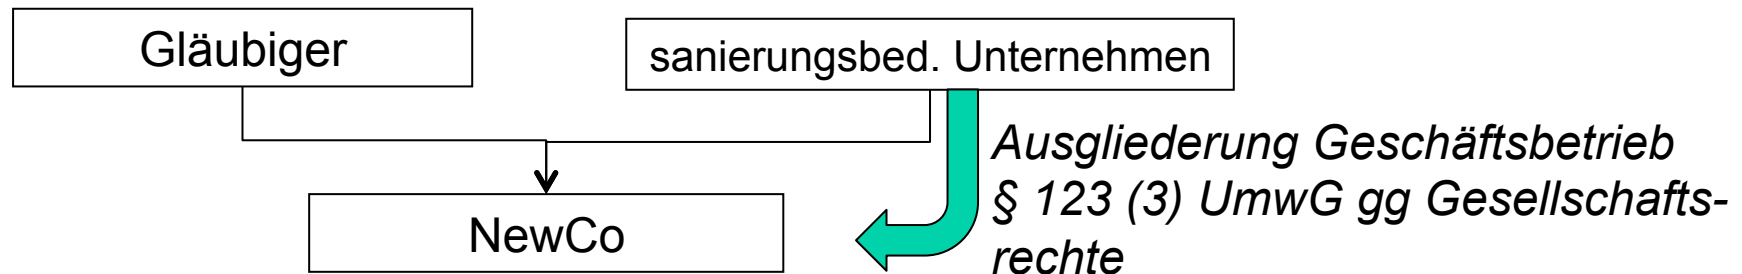 Gläubiger
sanierungsbed. Unternehmen
Ausgliederung Geschäftsbetrieb
§ 123 (3) UmwG gg Gesellschafts-
rechte
NewCo